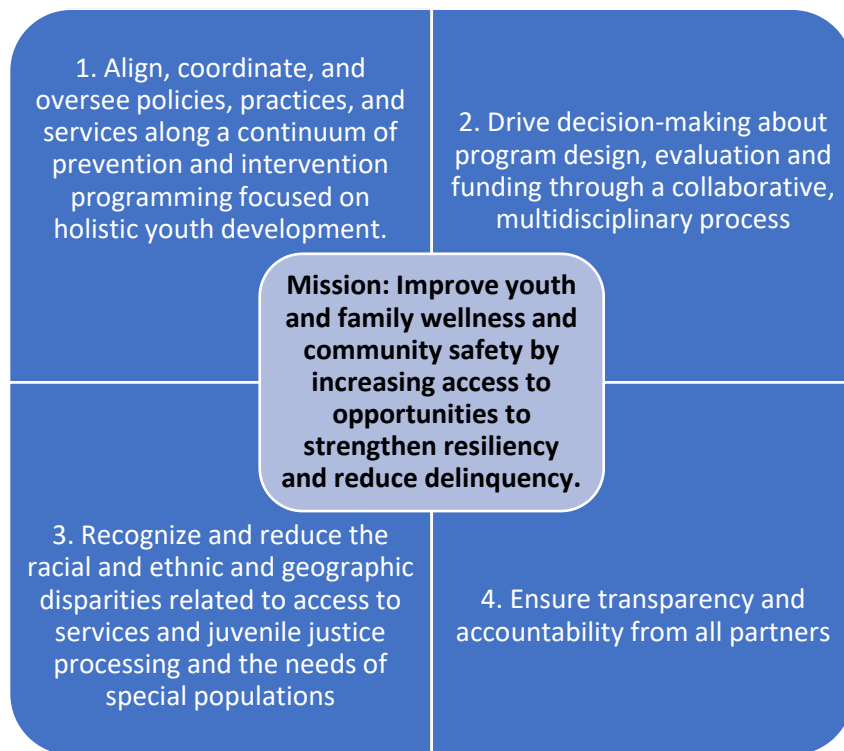 1. Align, coordinate, and
oversee policies, practices, and
services along a continuum of
prevention and intervention
programming focused on
holistic youth development.
2. Drive decision-making about
program design, evaluation and
funding through a collaborative,
multidisciplinary process
Mission: Improve youth
and family wellness and
community safety by
increasing access to
opportunities to
strengthen resiliency
and reduce delinquency.
3. Recognize and reduce the
racial and ethnic and geographic
disparities related to access to
services and juvenile justice
processing and the needs of
special populations
4. Ensure transparency and
accountability from all partners